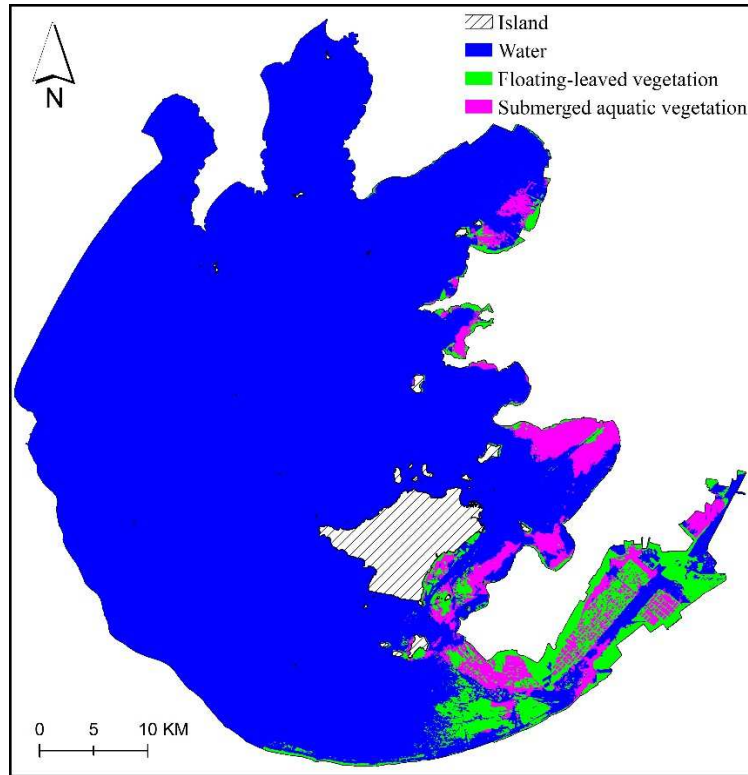 Island
Water
Floating-leaved vegetation
Submerged aquatic vegetation
N
0 5 10 KM